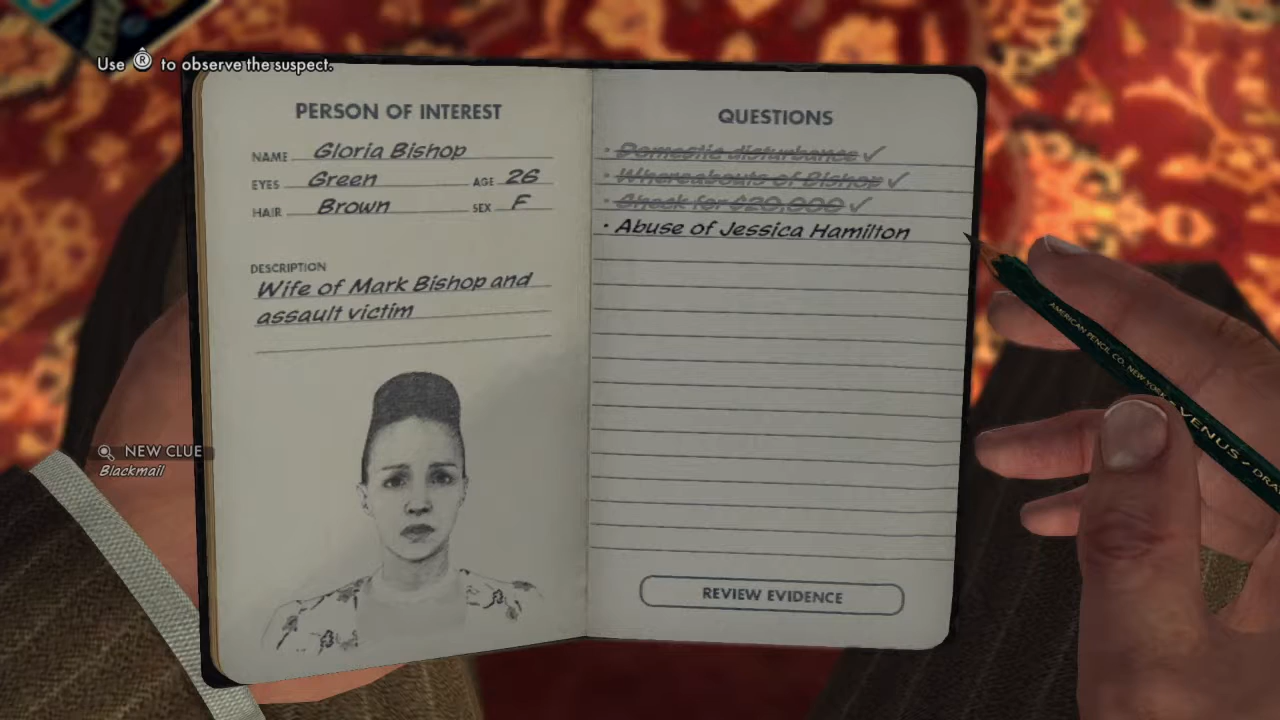 Use R to observe the suspect.
PERSON OF INTEREST
NAME Gloria Bishop
EYES Green AGE 26
HAIR Brown SEX F
DESCRIPTION
Wife of Mark Bishop and
assault victim
QUESTIONS
· Domestic disturbance ✓
· Whereabouts of Bishop ✓
· Check for $20,000 ✓
· Abuse of Jessica Hamilton
REVIEW EVIDENCE
NEW CLUE
Blackmail
AMERICAN PENCIL CO. NEW YORK VENUS / DRA